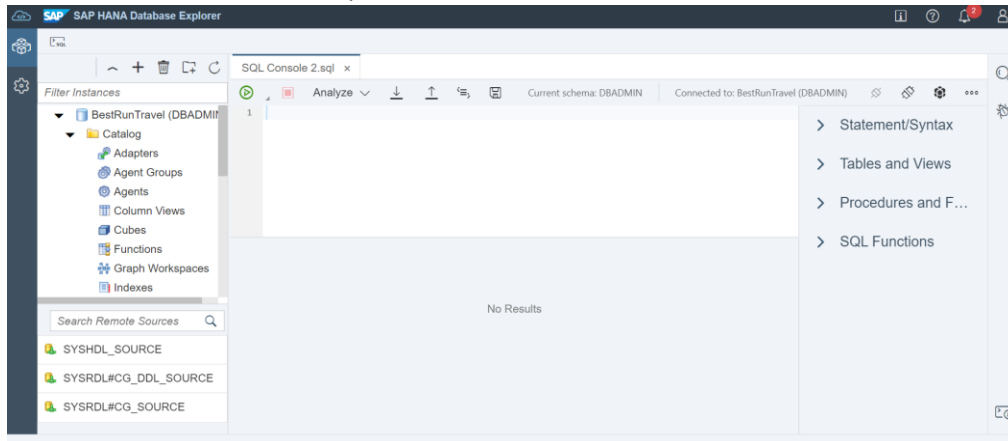 SAP SAP HANA Database Explorer
2
SQL
SQL Console 2.sql ×
Filter Instances
Analyze
Current schema: DBADMIN
Connected to: BestRunTravel (DBADMIN)
BestRunTravel (DBADMIN
Catalog
Adapters
Agent Groups
Agents
Column Views
Cubes
Functions
Graph Workspaces
Indexes
1
Statement/Syntax
Tables and Views
Procedures and F...
SQL Functions
No Results
Search Remote Sources
SYSHDL_SOURCE
SYSRDL#CG_DDL_SOURCE
SYSRDL#CG_SOURCE